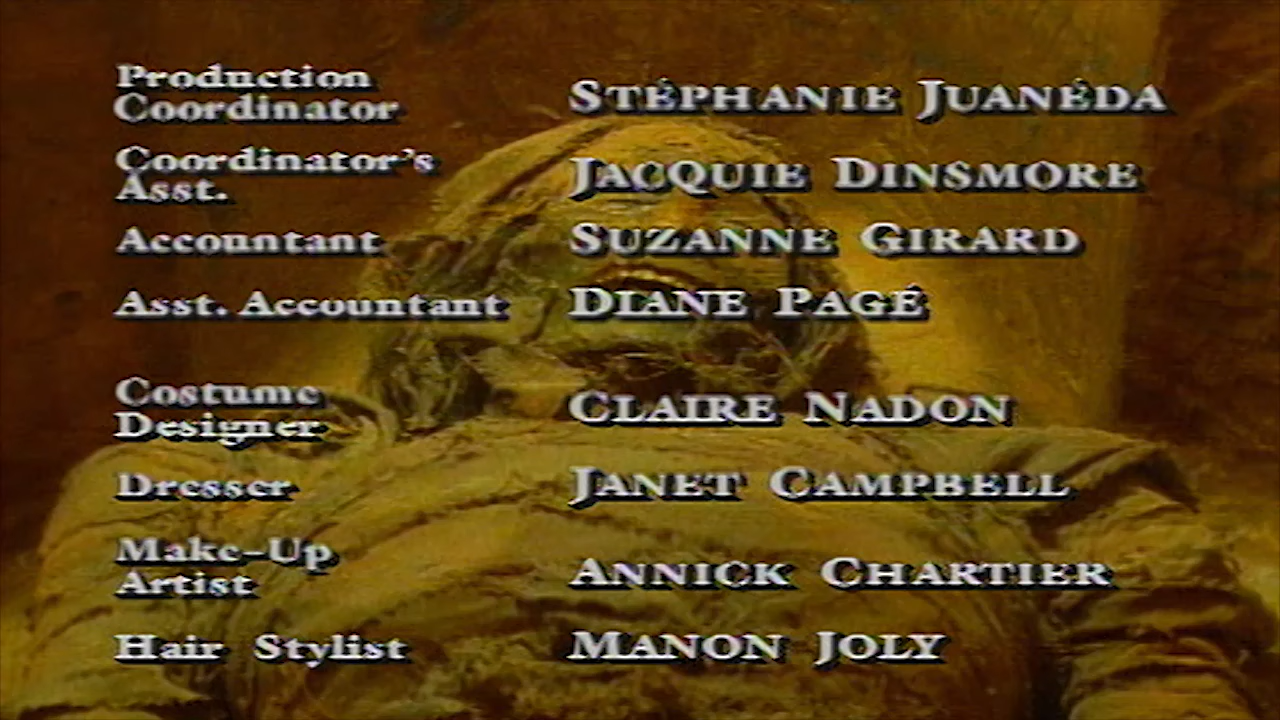 Production
Coordinator STÉPHANIE JUANÉDA
Coordinator's
Asst. JACQUIE DINSMORE
Accountant SUZANNE GIRARD
Asst. Accountant DIANE PAGÉ
Costume
Designer CLAIRE NADON
Dresser JANET CAMPBELL
Make-Up
Artist ANNICK CHARTIER
Hair Stylist MANON JOLY